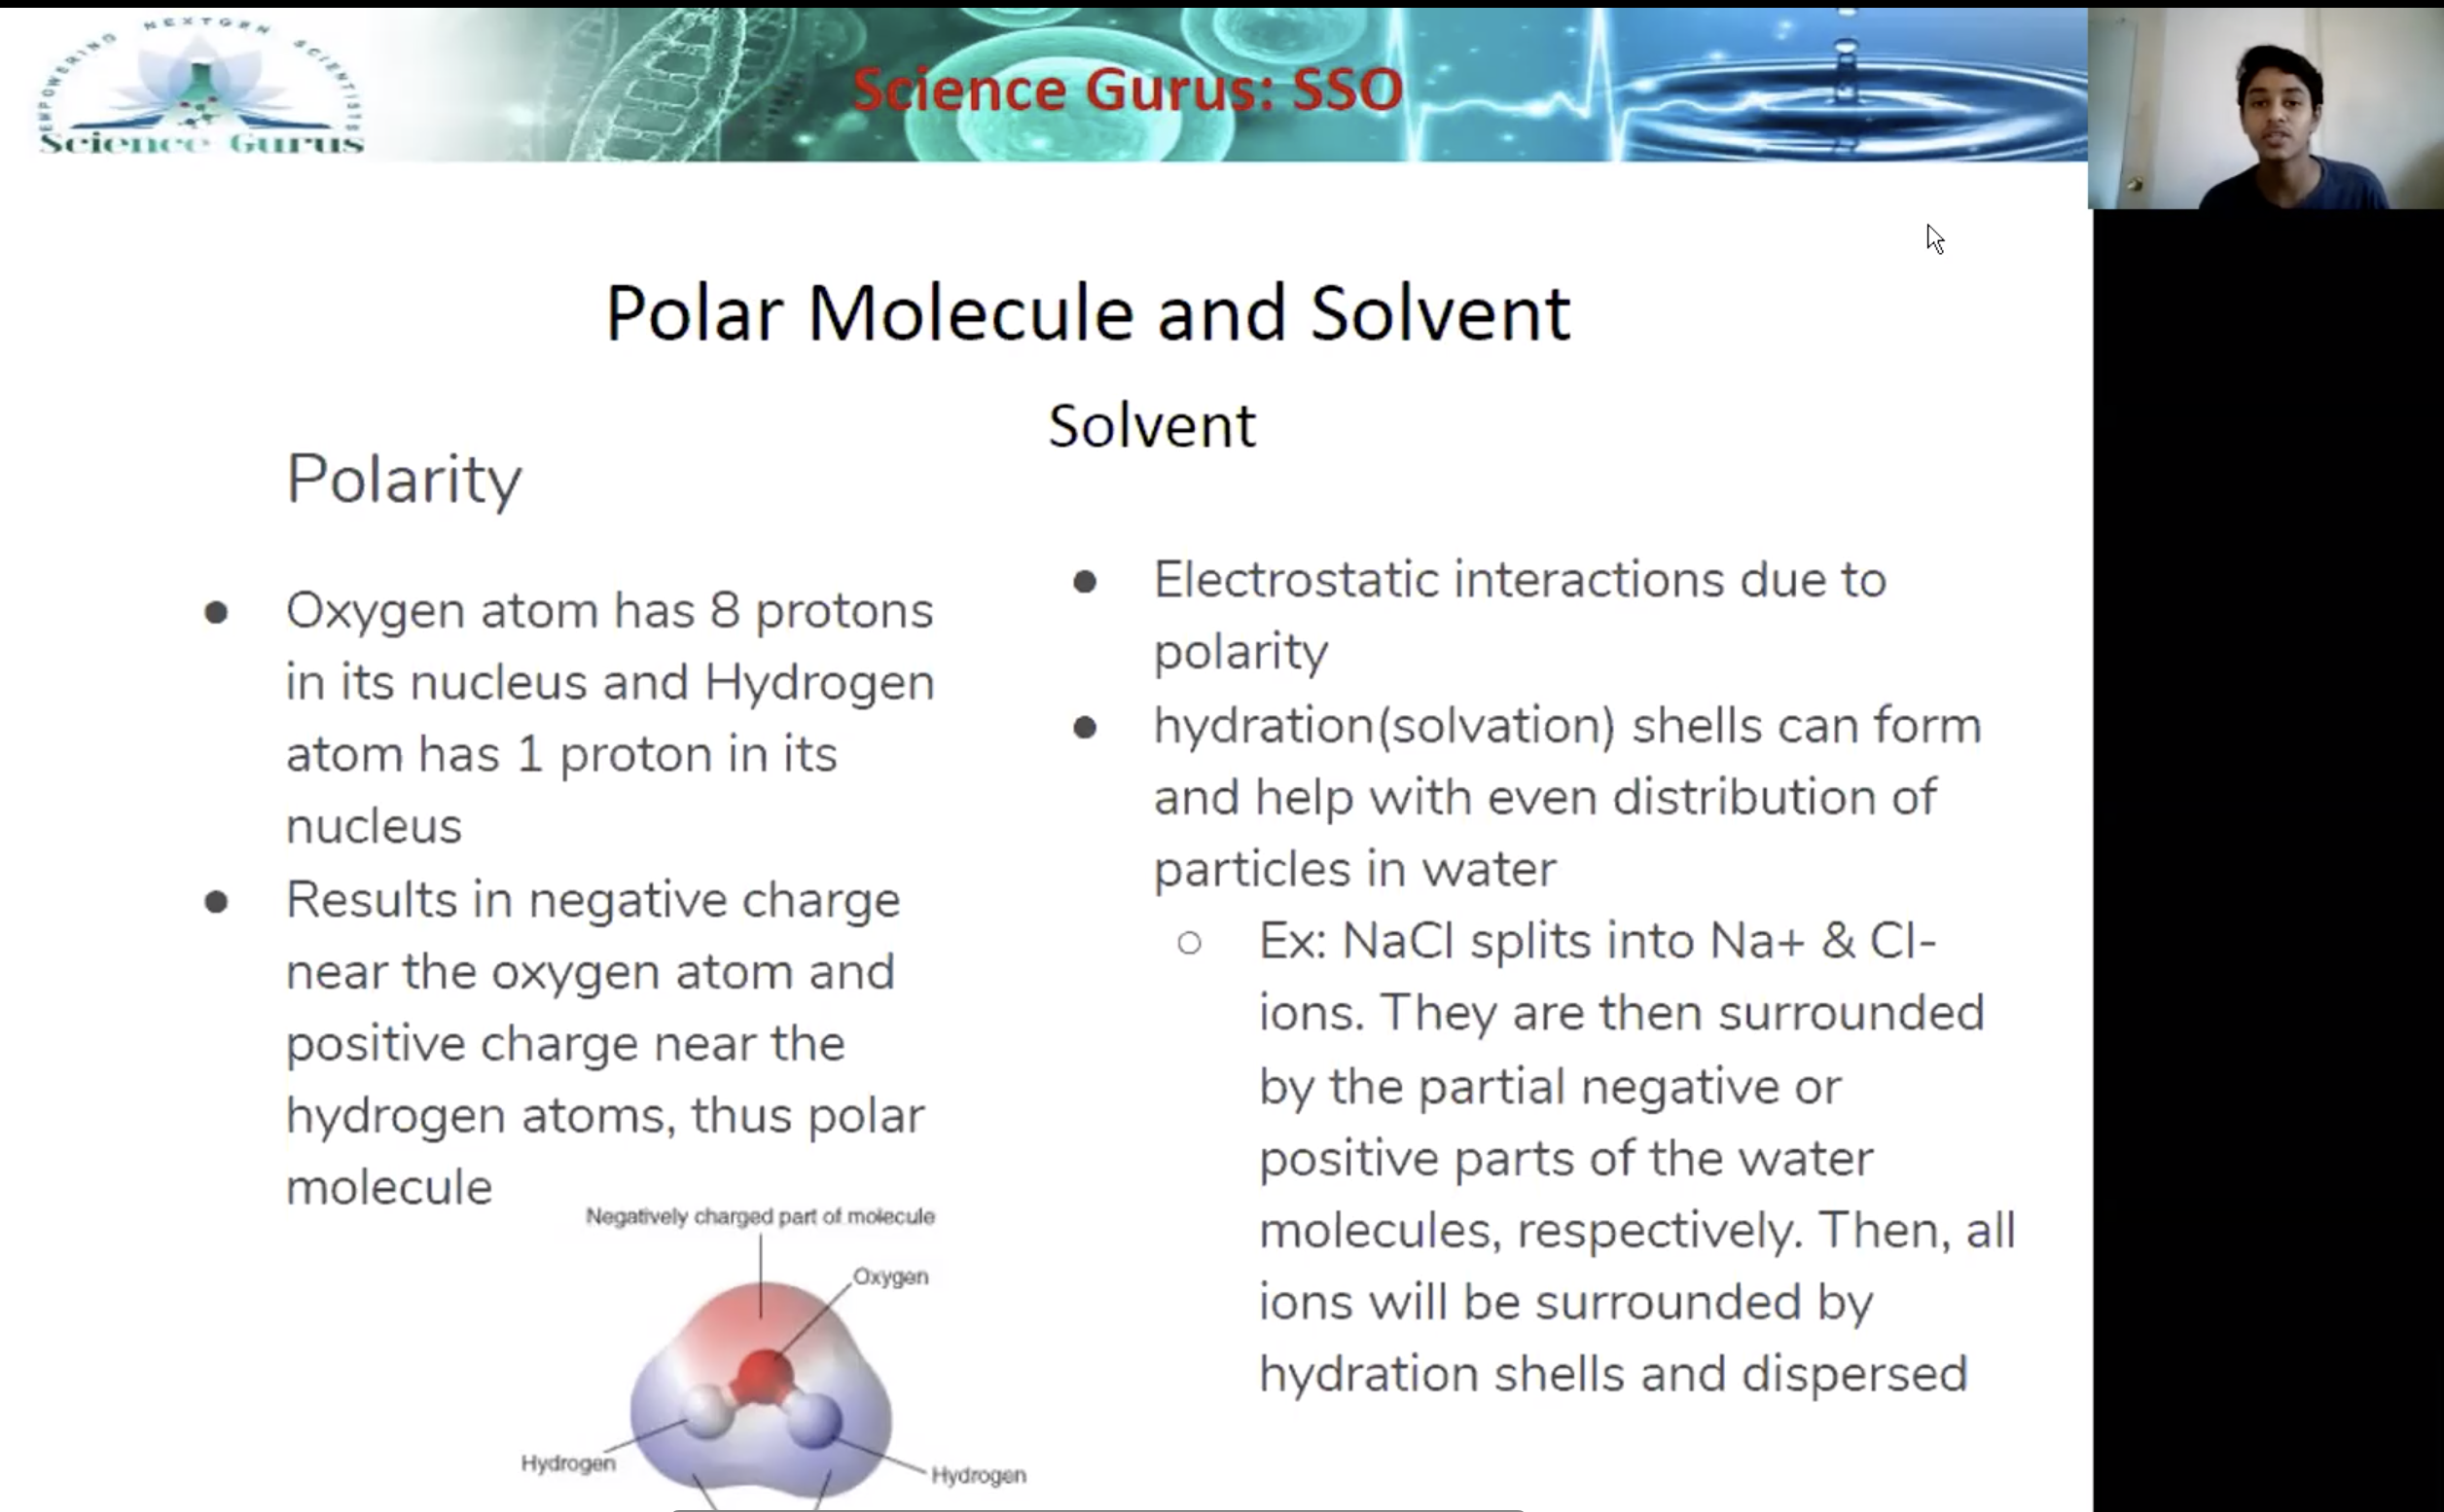 EMPOWERING NEXTGEN SCIENTISTS
Science Gurus
Science Gurus: SSO
Polar Molecule and Solvent
Polarity
● Oxygen atom has 8 protons
in its nucleus and Hydrogen
atom has 1 proton in its
nucleus
● Results in negative charge
near the oxygen atom and
positive charge near the
hydrogen atoms, thus polar
molecule
Negatively charged part of molecule
Oxygen
Hydrogen
Hydrogen
Solvent
● Electrostatic interactions due to
polarity
● hydration(solvation) shells can form
and help with even distribution of
particles in water
○ Ex: NaCl splits into Na+ & Cl-
ions. They are then surrounded
by the partial negative or
positive parts of the water
molecules, respectively. Then, all
ions will be surrounded by
hydration shells and dispersed